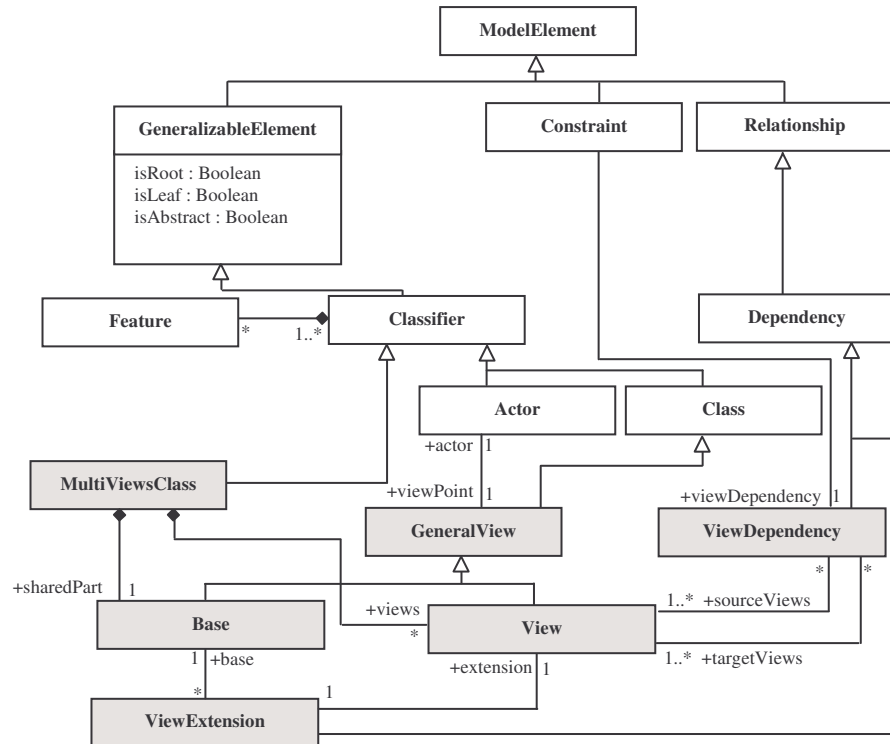 ModelElement
GeneralizableElement
Constraint
Relationship
isRoot : Boolean
isLeaf : Boolean
isAbstract : Boolean
Feature
*
1..*
Classifier
Dependency
Actor
Class
+actor
1
MultiViewsClass
+viewPoint
1
+viewDependency
1
GeneralView
ViewDependency
*
*
+sharedPart
1
+views
*
1..*
+sourceViews
Base
View
1
+base
+extension
1
1..*
+targetViews
*
1
ViewExtension